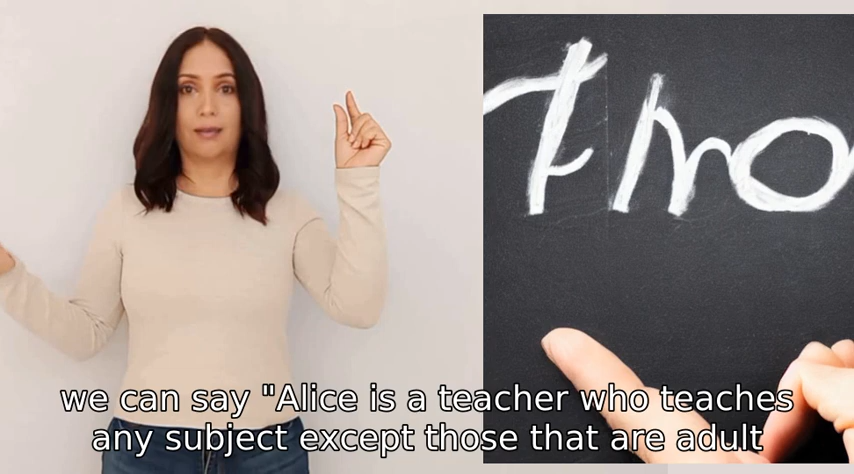 tho
we can say "Alice is a teacher who teaches
any subject except those that are adult